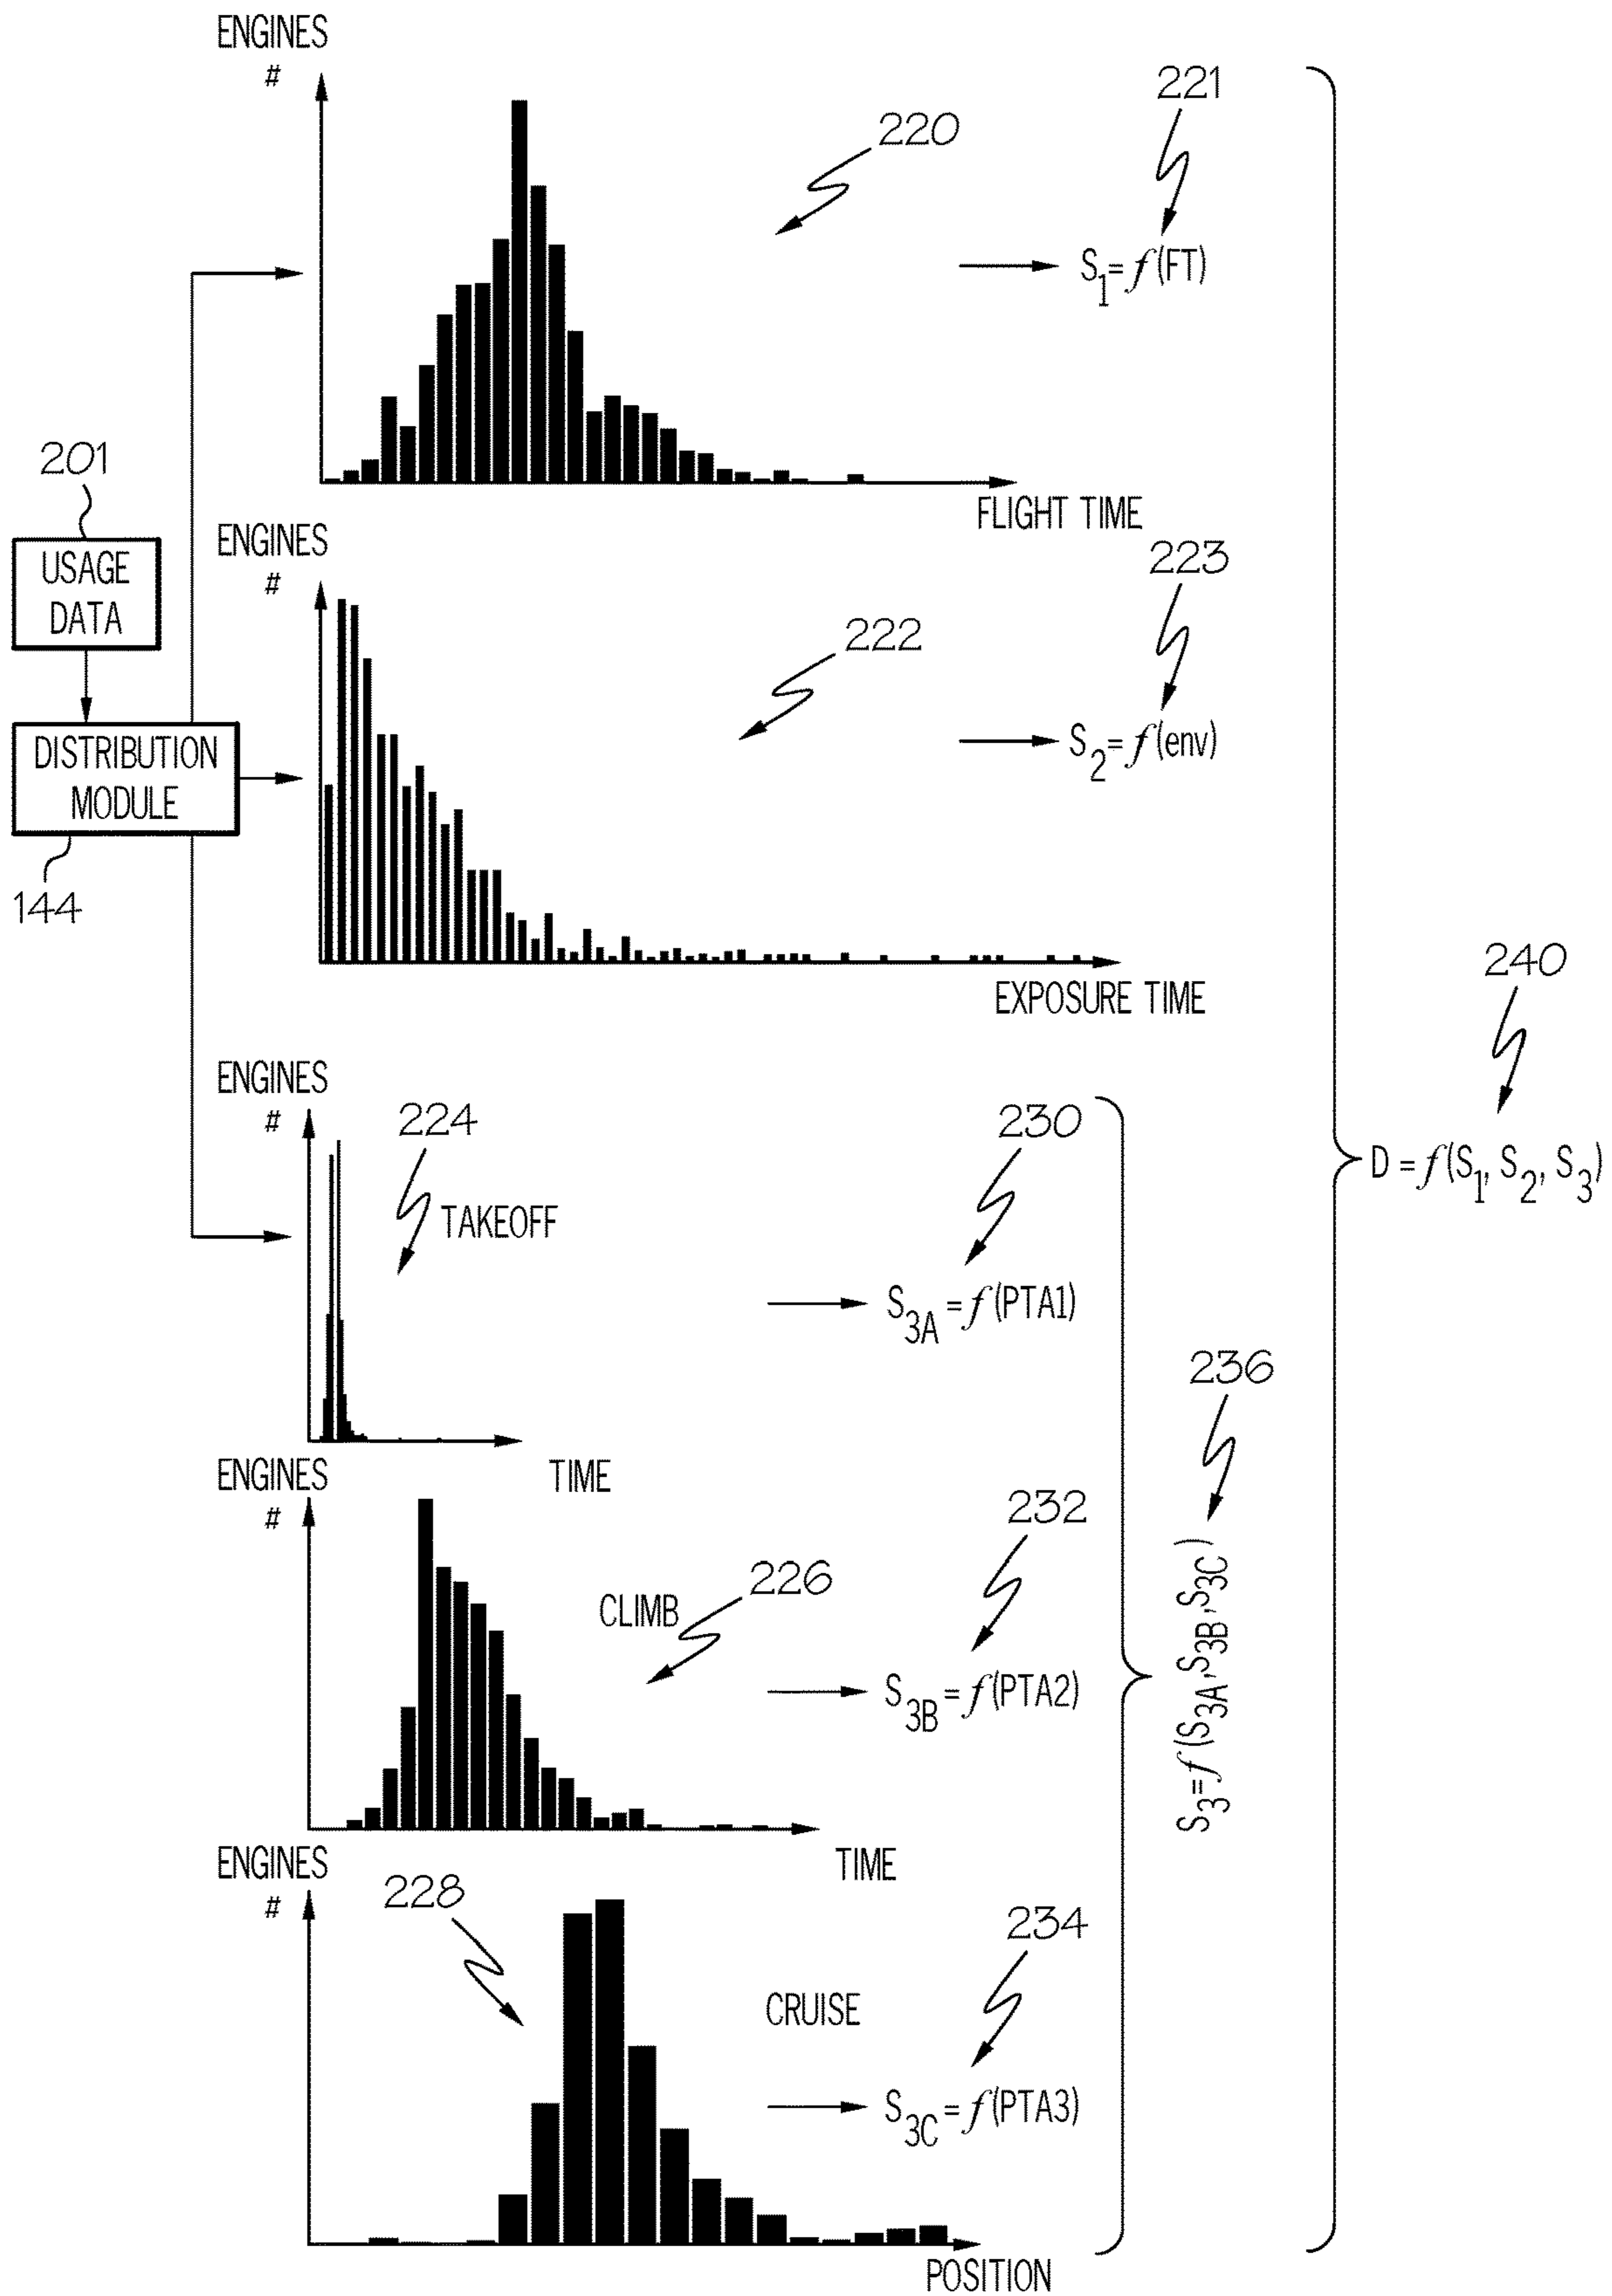 ENGINES
#
220
221
S1=f(FT)
FLIGHT TIME
201
USAGE
DATA
DISTRIBUTION
MODULE
144
ENGINES
#
222
223
S2=f(env)
EXPOSURE TIME
ENGINES
#
224
TAKEOFF
230
S3A=f(PTA1)
TIME
ENGINES
#
CLIMB
226
232
S3B=f(PTA2)
TIME
ENGINES
#
228
CRUISE
234
S3C=f(PTA3)
POSITION
236
S3=f(S3A,S3B,S3C)
240
D=f(S1, S2, S3)